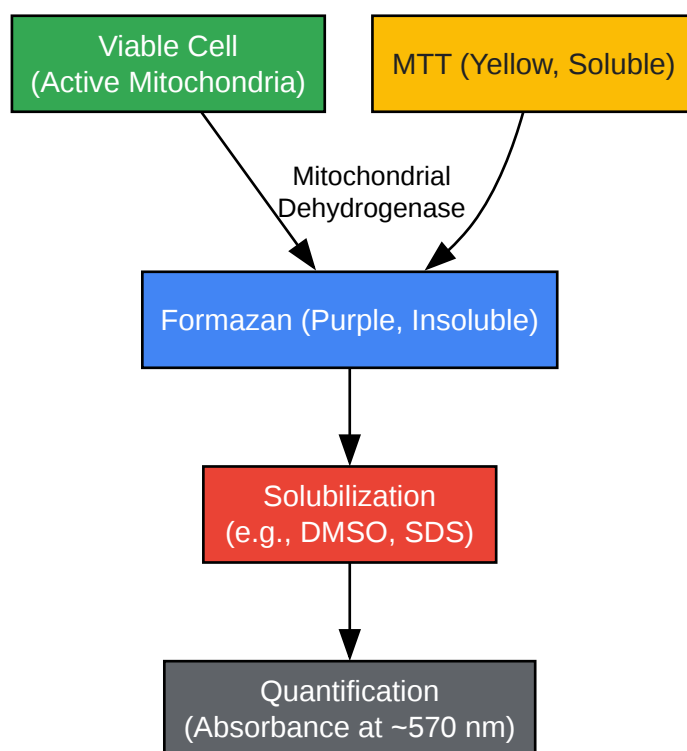 Viable Cell
(Active Mitochondria)
MTT (Yellow, Soluble)
Mitochondrial
Dehydrogenase
Formazan (Purple, Insoluble)
Solubilization
(e.g., DMSO, SDS)
Quantification
(Absorbance at ~570 nm)